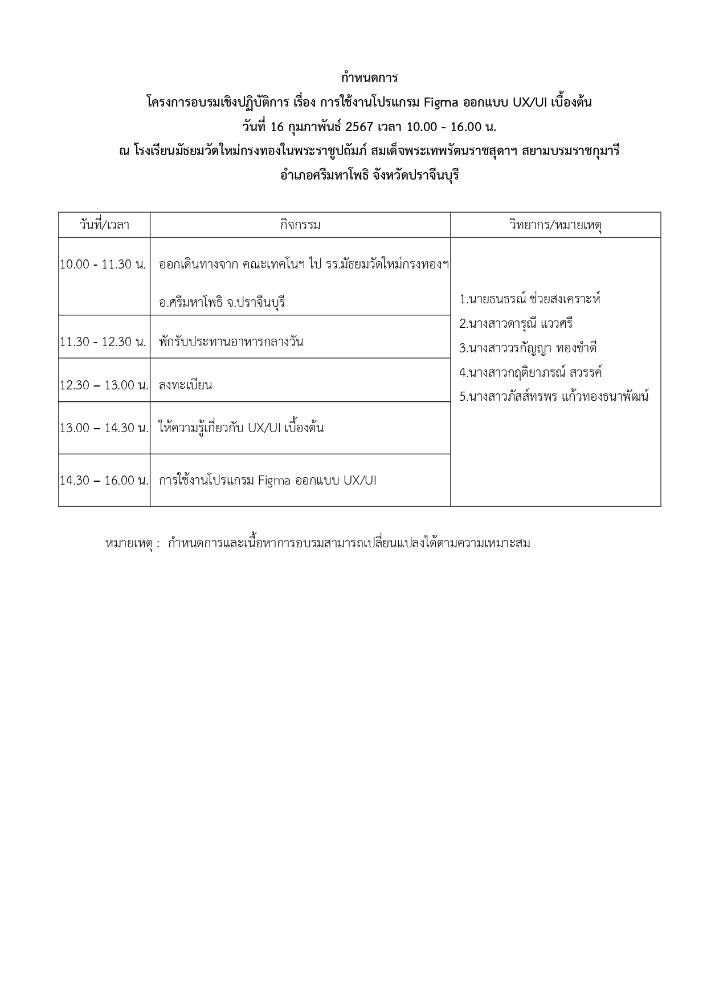 กำหนดการ
โครงการอบรมเชิงปฏิบัติการ เรื่อง การใช้งานโปรแกรม Figma ออกแบบ UX/UI เบื้องต้น
วันที่ 16 กุมภาพันธ์ 2567 เวลา 10.00 - 16.00 น.
ณ โรงเรียนมัธยมวัดใหม่กรงทองในพระราชูปถัมภ์ สมเด็จพระเทพรัตนราชสุดาฯ สยามบรมราชกุมารี
อำเภอศรีมหาโพธิ จังหวัดปราจีนบุรี
วันที่/เวลา กิจกรรม วิทยากร/หมายเหตุ
10.00 - 11.30 น. ออกเดินทางจาก คณะเทคโนฯ ไป รร.มัธยมวัดใหม่กรงทองฯ
อ.ศรีมหาโพธิ จ.ปราจีนบุรี
11.30 - 12.30 น. พักรับประทานอาหารกลางวัน
12.30 – 13.00 น. ลงทะเบียน
13.00 – 14.30 น. ให้ความรู้เกี่ยวกับ UX/UI เบื้องต้น
14.30 – 16.00 น. การใช้งานโปรแกรม Figma ออกแบบ UX/UI
1.นายธนธรณ์ ช่วยสงเคราะห์
2.นางสาวดารุณี แววศรี
3.นางสาววรกัญญา ทองขำดี
4.นางสาวกฤติยาภรณ์ สวรรค์
5.นางสาวภัสส์ทรพร แก้วทองธนาพัฒน์
หมายเหตุ : กำหนดการและเนื้อหาการอบรมสามารถเปลี่ยนแปลงได้ตามความเหมาะสม